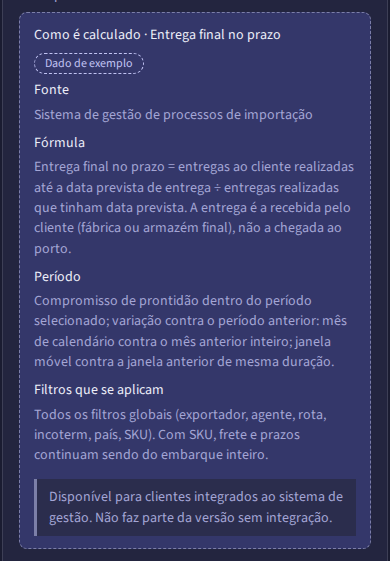 Como é calculado · Entrega final no prazo
Dado de exemplo
Fonte
Sistema de gestão de processos de importação
Fórmula
Entrega final no prazo = entregas ao cliente realizadas
até a data prevista de entrega ÷ entregas realizadas
que tinham data prevista. A entrega é a recebida pelo
cliente (fábrica ou armazém final), não a chegada ao
porto.
Período
Compromisso de prontidão dentro do período
selecionado; variação contra o período anterior: mês
de calendário contra o mês anterior inteiro; janela
móvel contra a janela anterior de mesma duração.
Filtros que se aplicam
Todos os filtros globais (exportador, agente, rota,
incoterm, país, SKU). Com SKU, frete e prazos
continuam sendo do embarque inteiro.
Disponível para clientes integrados ao sistema de
gestão. Não faz parte da versão sem integração.